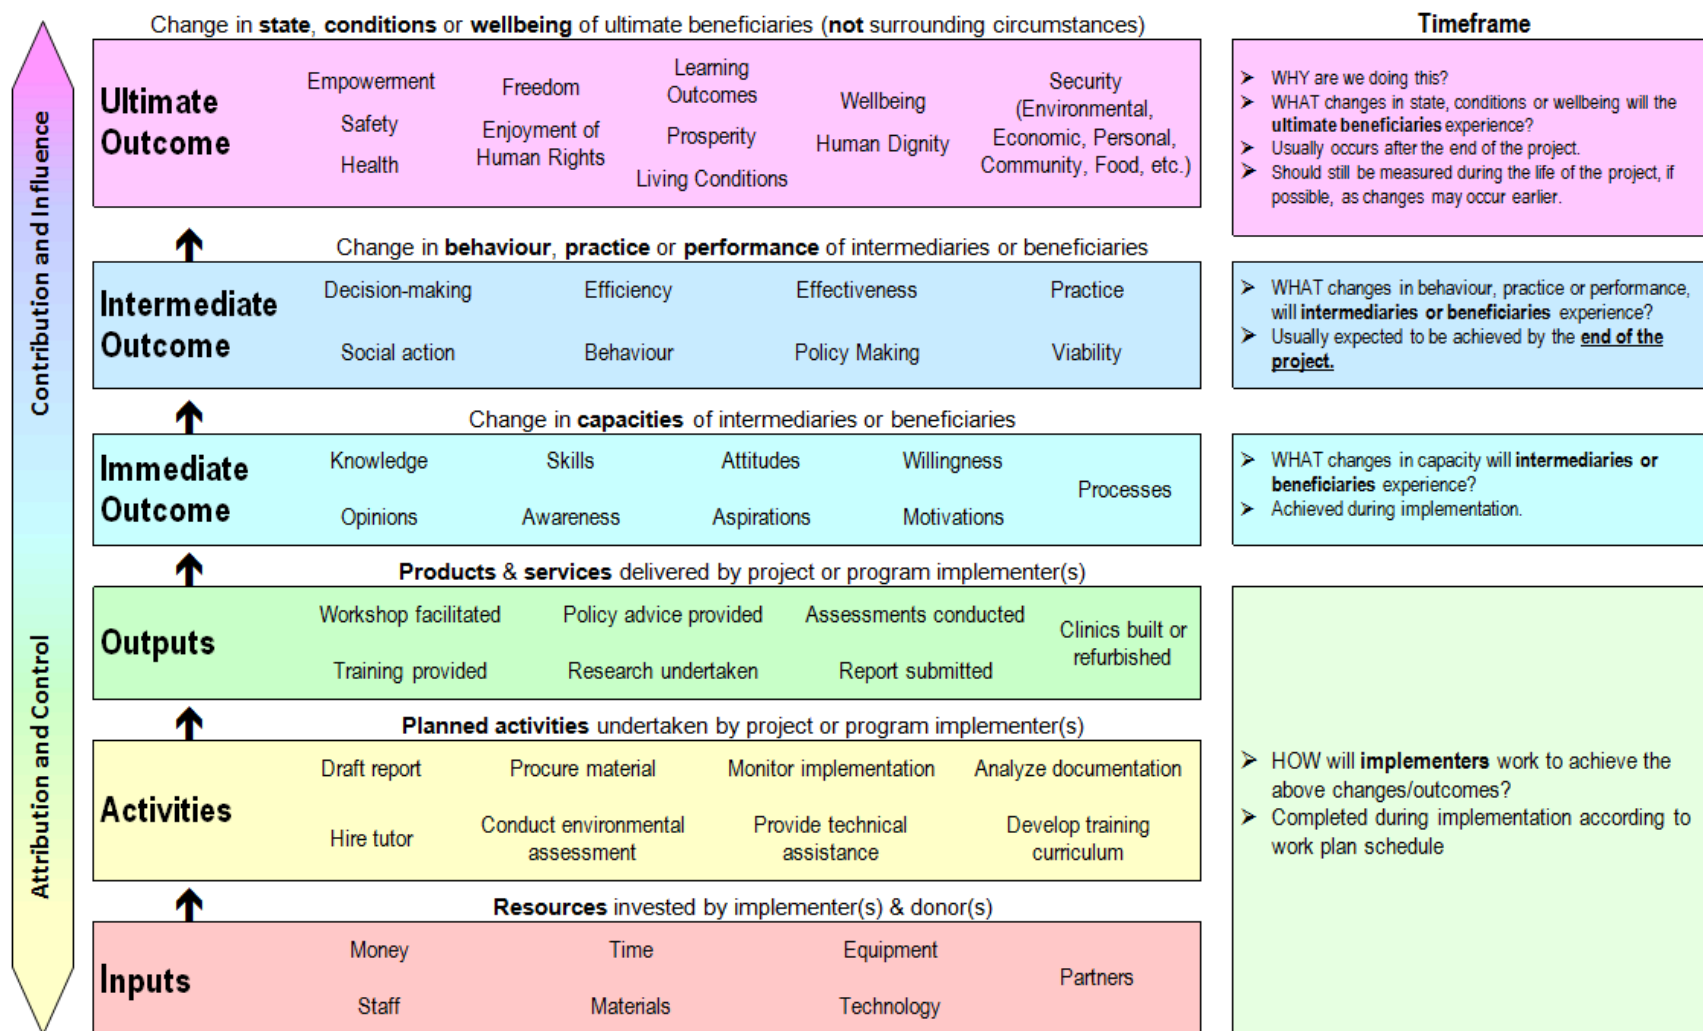 Change in state, conditions or wellbeing of ultimate beneficiaries (not surrounding circumstances)
Timeframe
Contribution and Influence
Attribution and Control
Ultimate
Outcome
Empowerment
Safety
Health
Freedom
Enjoyment of
Human Rights
Learning
Outcomes
Prosperity
Living Conditions
Wellbeing
Human Dignity
Security
(Environmental,
Economic, Personal,
Community, Food, etc.)
➢ WHY are we doing this?
➢ WHAT changes in state, conditions or wellbeing will the
ultimate beneficiaries experience?
➢ Usually occurs after the end of the project.
➢ Should still be measured during the life of the project, if
possible, as changes may occur earlier.
Change in behaviour, practice or performance of intermediaries or beneficiaries
Intermediate
Outcome
Decision-making
Efficiency
Effectiveness
Practice
Social action
Behaviour
Policy Making
Viability
➢ WHAT changes in behaviour, practice or performance,
will intermediaries or beneficiaries experience?
➢ Usually expected to be achieved by the end of the
project.
Change in capacities of intermediaries or beneficiaries
Immediate
Outcome
Knowledge
Skills
Attitudes
Willingness
Processes
Opinions
Awareness
Aspirations
Motivations
➢ WHAT changes in capacity will intermediaries or
beneficiaries experience?
➢ Achieved during implementation.
Products & services delivered by project or program implementer(s)
Outputs
Workshop facilitated
Policy advice provided
Assessments conducted
Clinics built or
refurbished
Training provided
Research undertaken
Report submitted
Planned activities undertaken by project or program implementer(s)
Activities
Draft report
Procure material
Monitor implementation
Analyze documentation
Hire tutor
Conduct environmental
assessment
Provide technical
assistance
Develop training
curriculum
➢ HOW will implementers work to achieve the
above changes/outcomes?
➢ Completed during implementation according to
work plan schedule
Resources invested by implementer(s) & donor(s)
Inputs
Money
Time
Equipment
Partners
Staff
Materials
Technology